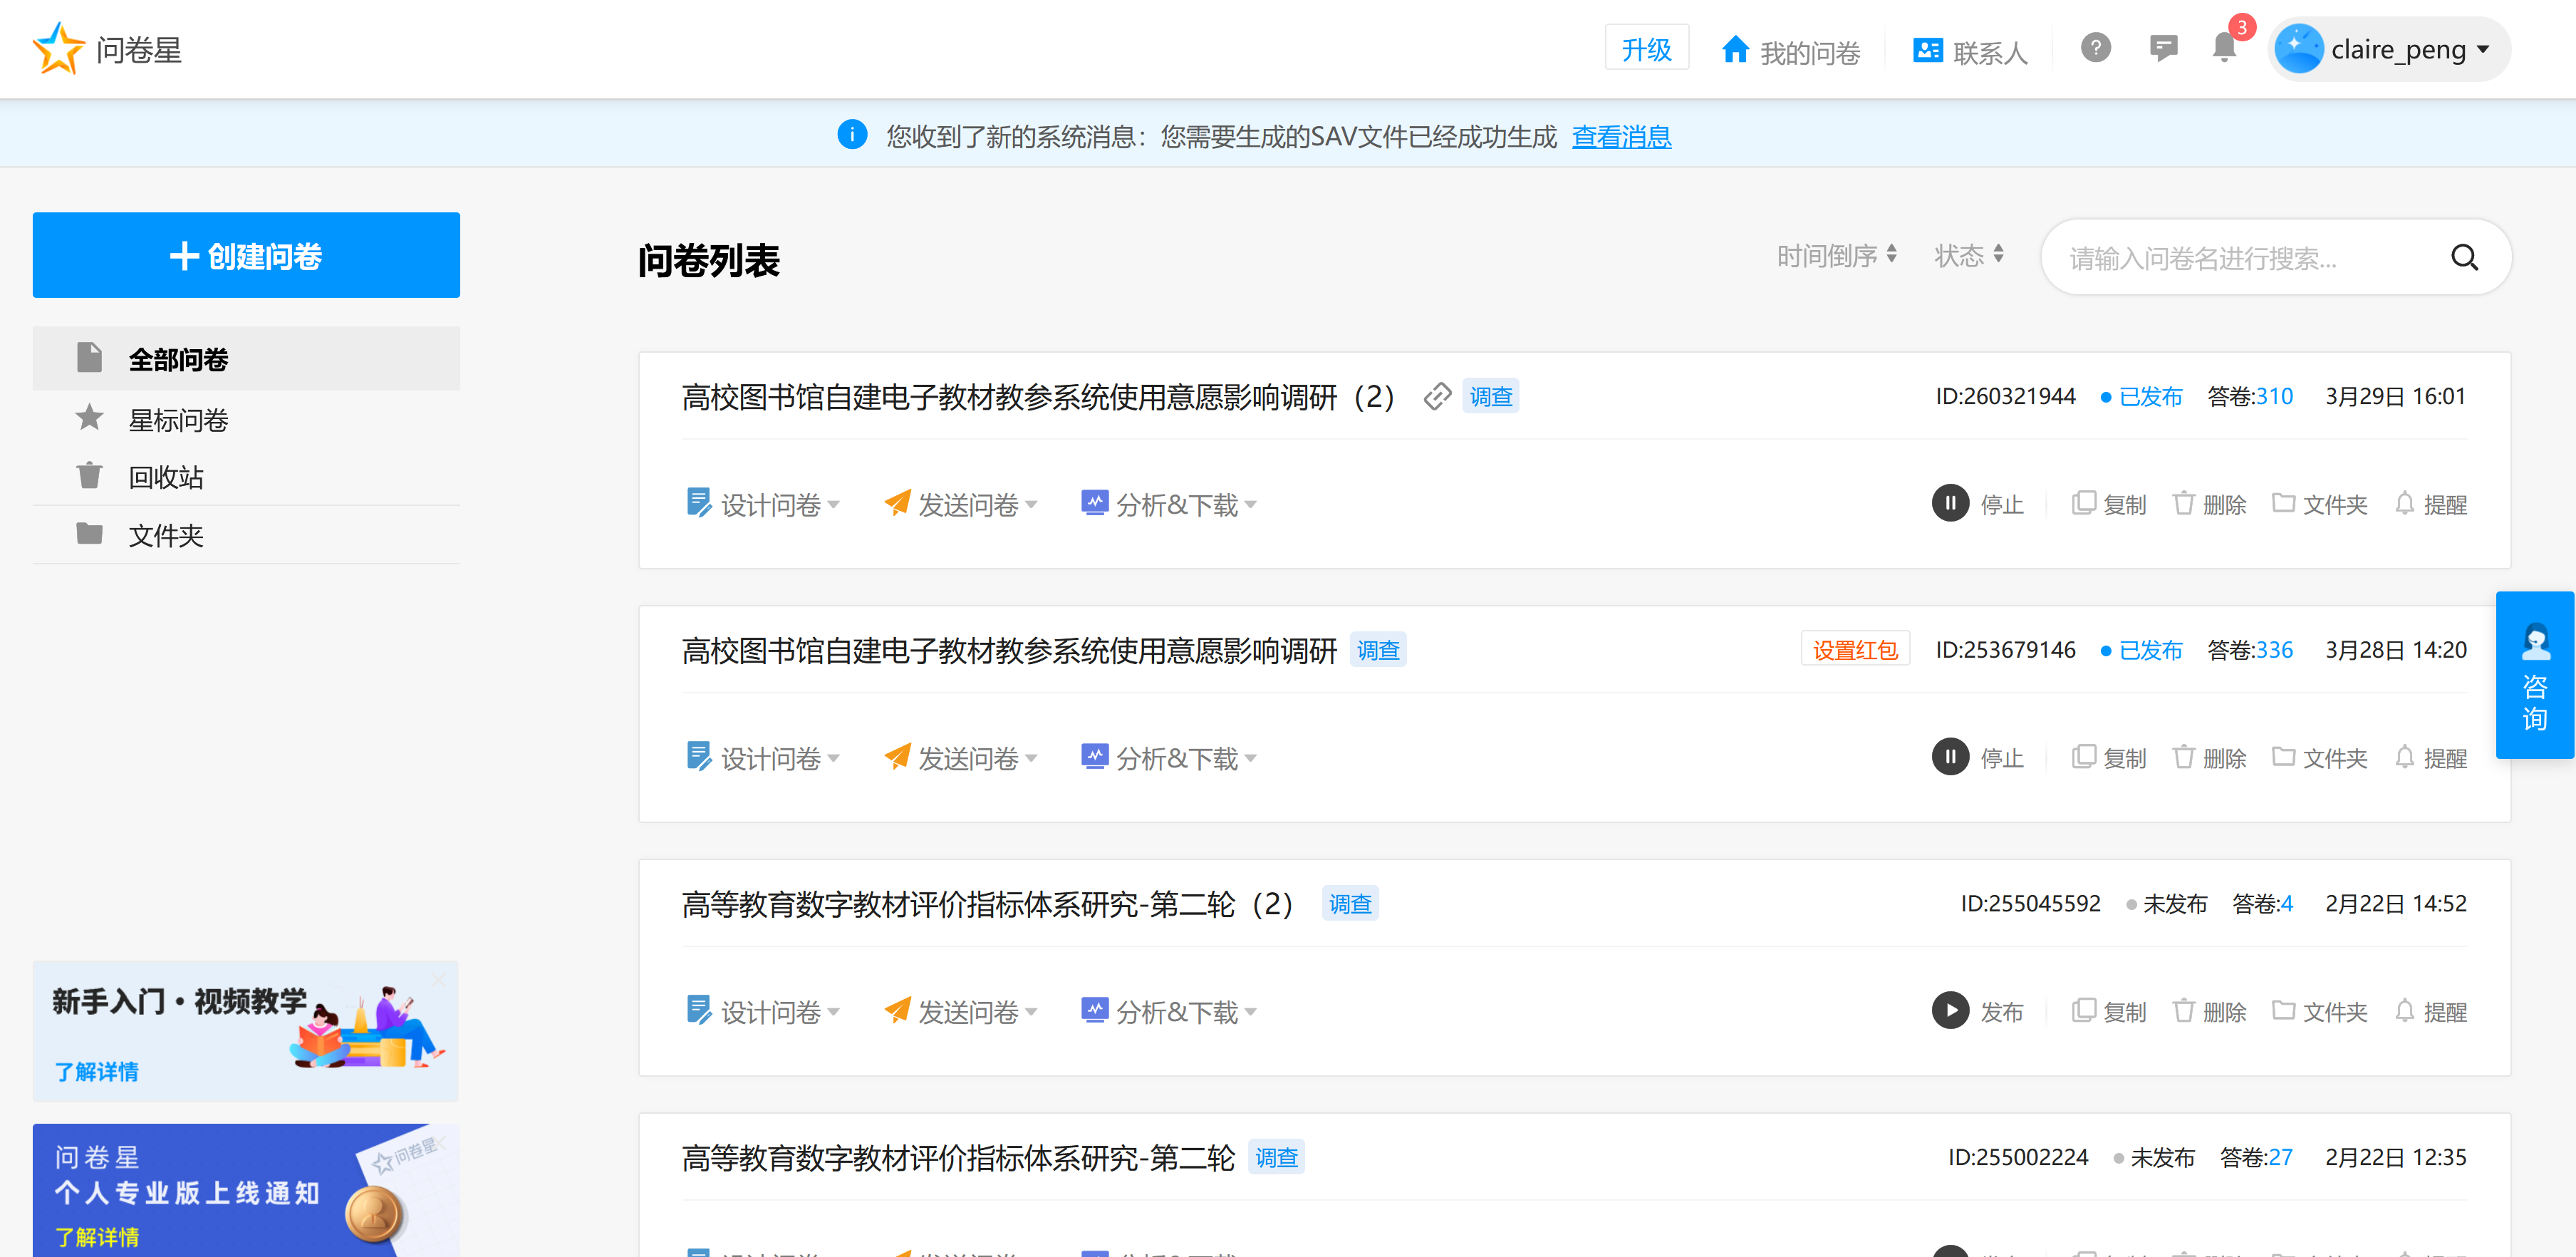 问卷星
升级 我的问卷 联系人 ? 3 claire_peng
您收到了新的系统消息：您需要生成的SAV文件已经成功生成 查看消息
创建问卷
全部问卷
星标问卷
回收站
文件夹
新手入门·视频教学
了解详情
问卷星
问卷星
个人专业版上线通知
了解详情
问卷列表 时间倒序 状态 请输入问卷名进行搜索...
高校图书馆自建电子教材教参系统使用意愿影响调研（2） 调查 ID:260321944 已发布 答卷:310 3月29日 16:01
设计问卷 发送问卷 分析&下载 停止 复制 删除 文件夹 提醒
高校图书馆自建电子教材教参系统使用意愿影响调研 调查 设置红包 ID:253679146 已发布 答卷:336 3月28日 14:20
设计问卷 发送问卷 分析&下载 停止 复制 删除 文件夹 提醒
高等教育数字教材评价指标体系研究-第二轮（2） 调查 ID:255045592 未发布 答卷:4 2月22日 14:52
设计问卷 发送问卷 分析&下载 发布 复制 删除 文件夹 提醒
高等教育数字教材评价指标体系研究-第二轮 调查 ID:255002224 未发布 答卷:27 2月22日 12:35
咨
询